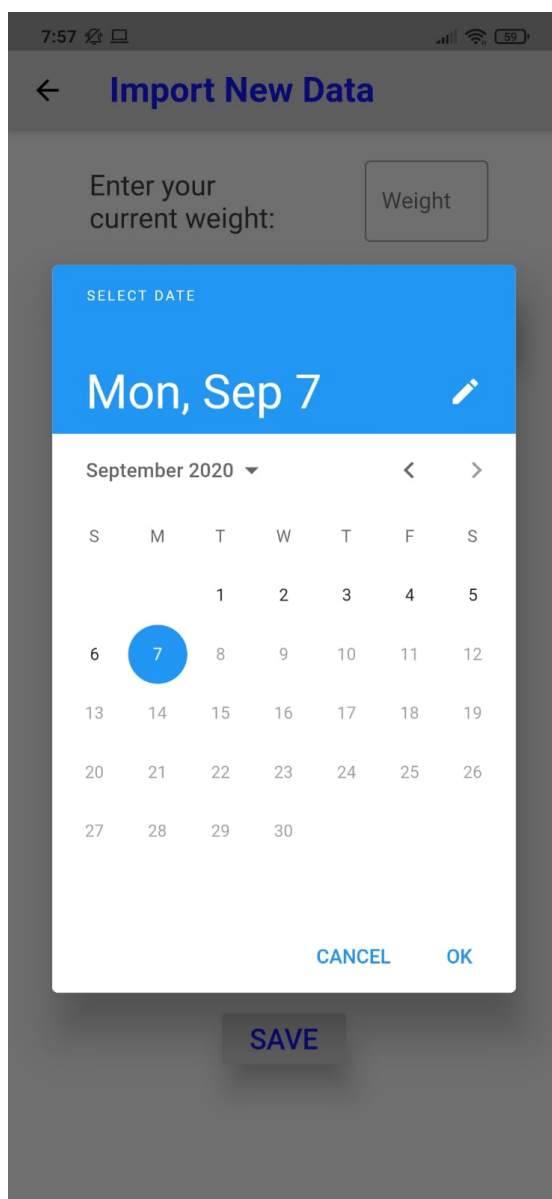 7:57 59
Import New Data
Enter your
current weight:
Weight
SELECT DATE
Mon, Sep 7
September 2020
S M T W T F S
1 2 3 4 5
6 7 8 9 10 11 12
13 14 15 16 17 18 19
20 21 22 23 24 25 26
27 28 29 30
CANCEL OK
SAVE